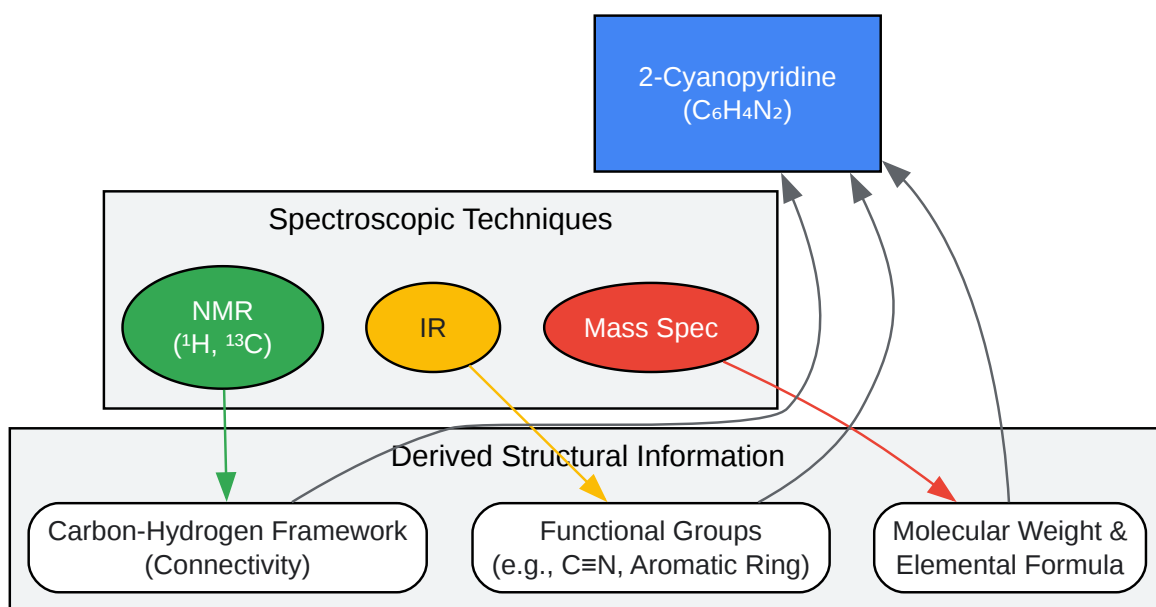 2-Cyanopyridine
(C₆H₄N₂)
Spectroscopic Techniques
NMR
(¹H, ¹³C)
IR
Mass Spec
Derived Structural Information
Carbon-Hydrogen Framework
(Connectivity)
Functional Groups
(e.g., C≡N, Aromatic Ring)
Molecular Weight &
Elemental Formula